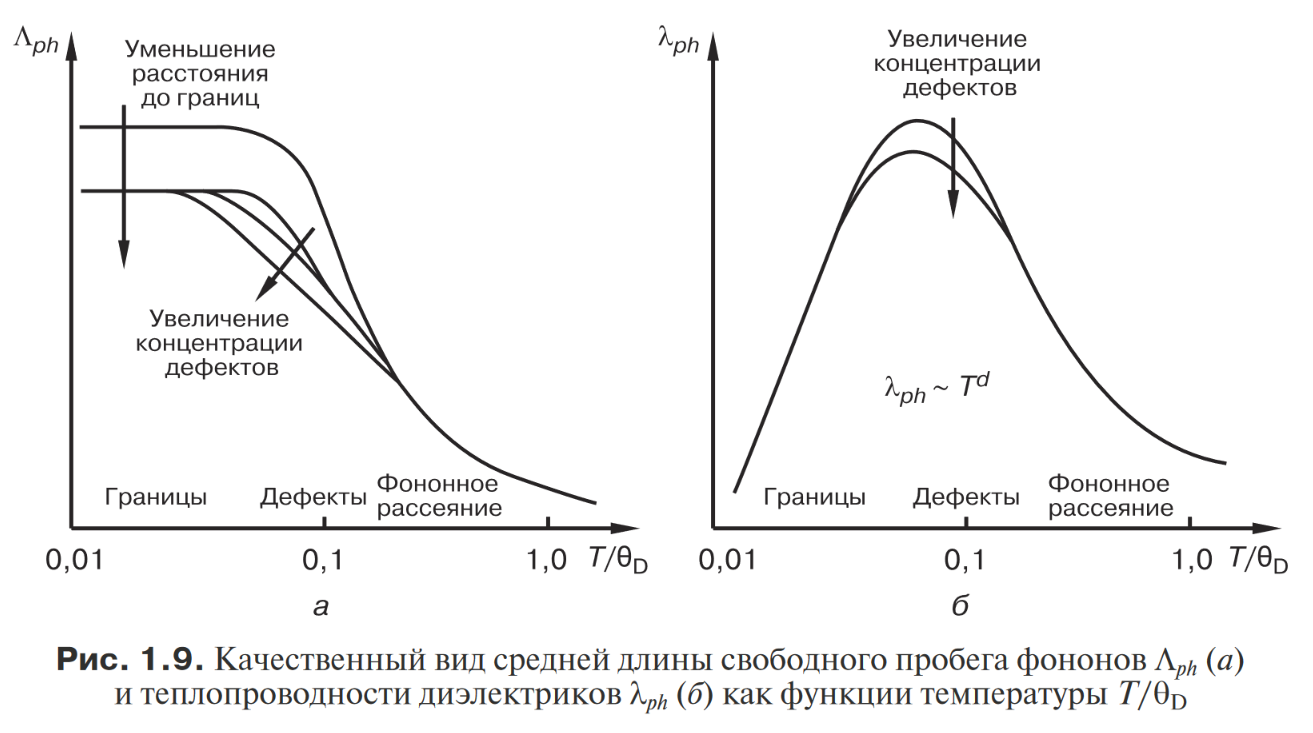 Λph
Уменьшение
расстояния
до границ
Увеличение
концентрации
дефектов
Границы
Дефекты
Фононное
рассеяние
0,01
0,1
1,0
T/θD
а
λph
Увеличение
концентрации
дефектов
λph ~ Td
Границы
Дефекты
Фононное
рассеяние
0,01
0,1
1,0
T/θD
б
Рис. 1.9. Качественный вид средней длины свободного пробега фононов Λph (а)
и теплопроводности диэлектриков λph (б) как функции температуры T/θD